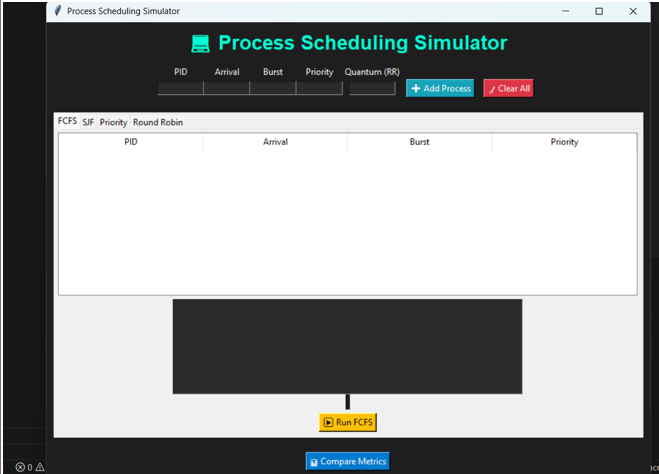 Process Scheduling Simulator
Process Scheduling Simulator
PID Arrival Burst Priority Quantum (RR)
Add Process Clear All
FCFS SJF Priority Round Robin
PID Arrival Burst Priority
Run FCFS
Compare Metrics
0